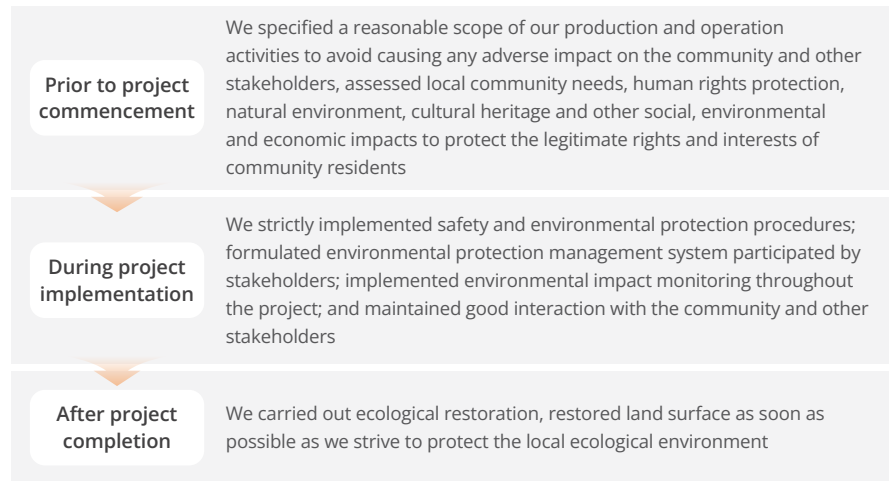 Prior to project
commencement
We specified a reasonable scope of our production and operation
activities to avoid causing any adverse impact on the community and other
stakeholders, assessed local community needs, human rights protection,
natural environment, cultural heritage and other social, environmental
and economic impacts to protect the legitimate rights and interests of
community residents
During project
implementation
We strictly implemented safety and environmental protection procedures;
formulated environmental protection management system participated by
stakeholders; implemented environmental impact monitoring throughout
the project; and maintained good interaction with the community and other
stakeholders
After project
completion
We carried out ecological restoration, restored land surface as soon as
possible as we strive to protect the local ecological environment